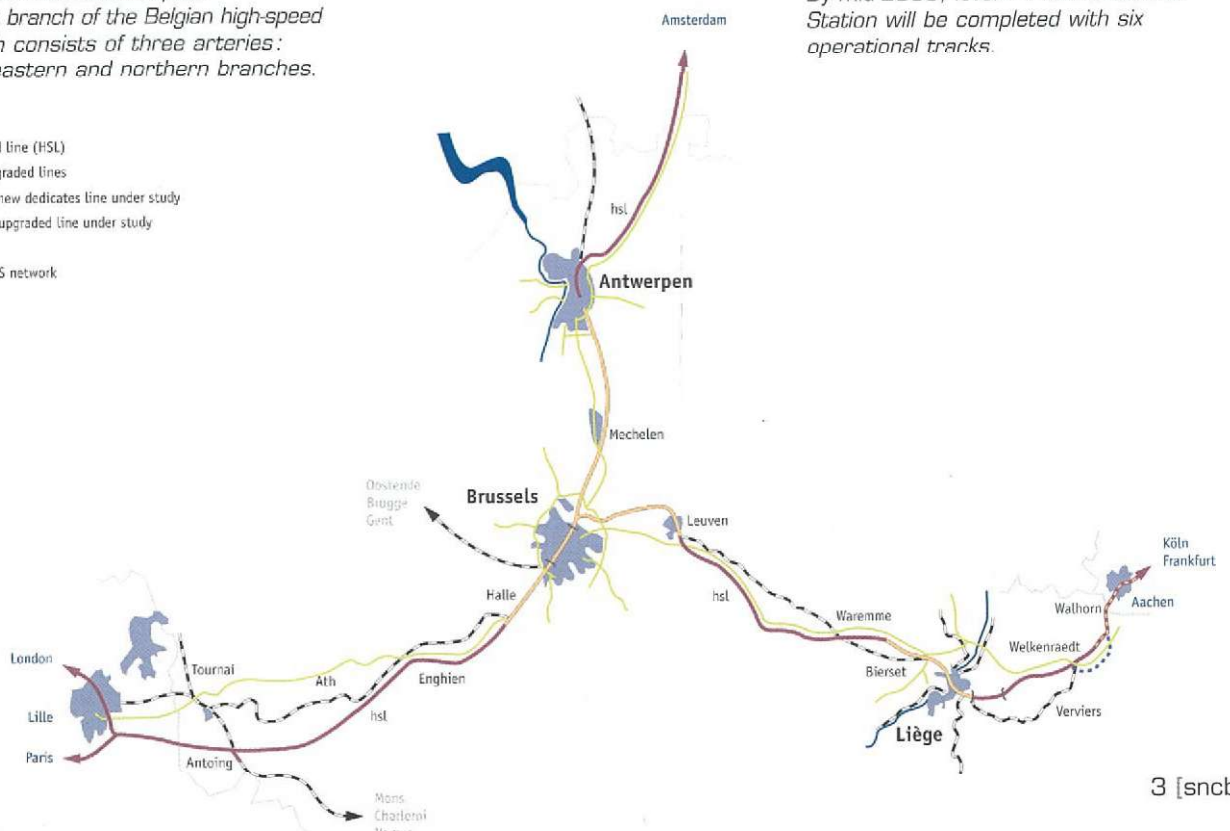 branch of the Belgian high-speed
consists of three arteries:
eastern and northern branches.
Station will be completed with six
operational tracks.
line (HSL)
lines
new dedicates line under study
upgraded line under study
network
Amsterdam
hsl
Antwerpen
Mechelen
Oostende
Brugge
Gent
Brussels
Leuven
Köln
Frankfurt
Aachen
Walhorn
Halle
hsl
Waremme
Welkenraedt
Bierset
Verviers
Liège
London
Tournai
Ath
Enghien
hsl
Lille
Paris
Antoing
Mons
Charleroi
3 [sncb